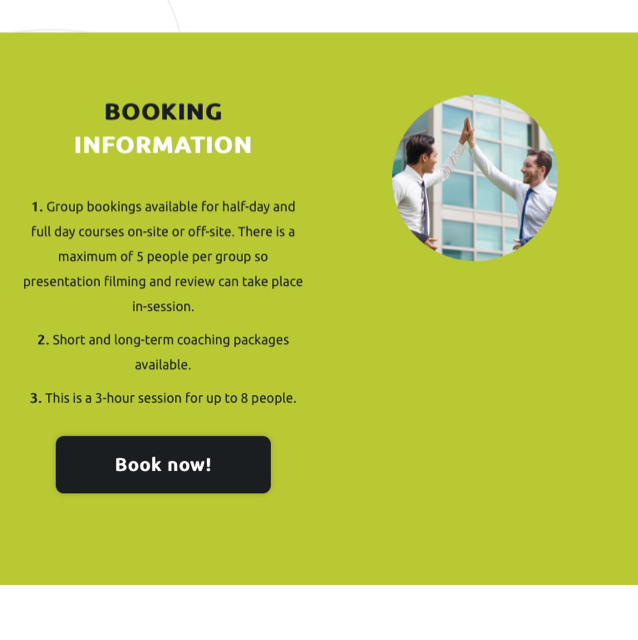 BOOKING
INFORMATION
1. Group bookings available for half-day and
full day courses on-site or off-site. There is a
maximum of 5 people per group so
presentation filming and review can take place
in-session.
2. Short and long-term coaching packages
available.
3. This is a 3-hour session for up to 8 people.
Book now!